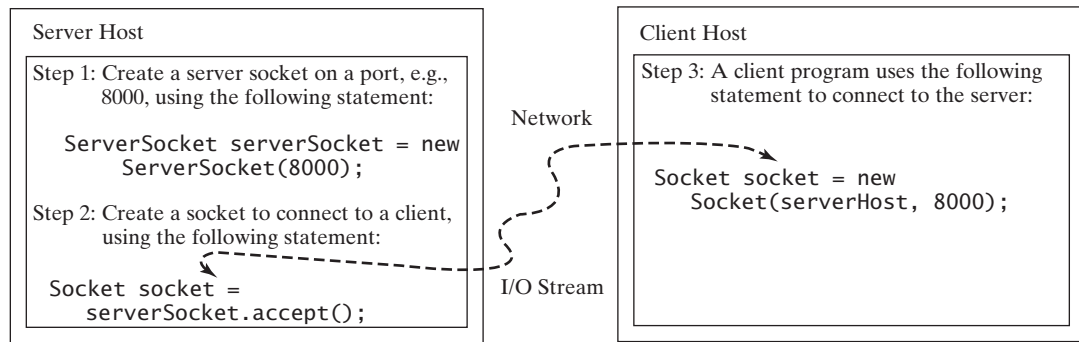 Server Host
Step 1: Create a server socket on a port, e.g.,
8000, using the following statement:
ServerSocket serverSocket = new
ServerSocket(8000);
Step 2: Create a socket to connect to a client,
using the following statement:
Socket socket =
serverSocket.accept();
Network
I/O Stream
Client Host
Step 3: A client program uses the following
statement to connect to the server:
Socket socket = new
Socket(serverHost, 8000);